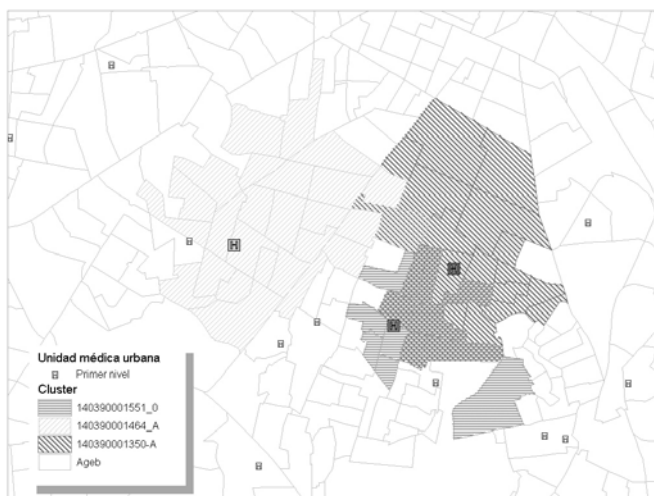 Unidad médica urbana
Primer nivel
Cluster
140390001551_0
140390001464_A
140390001350-A
Ageb